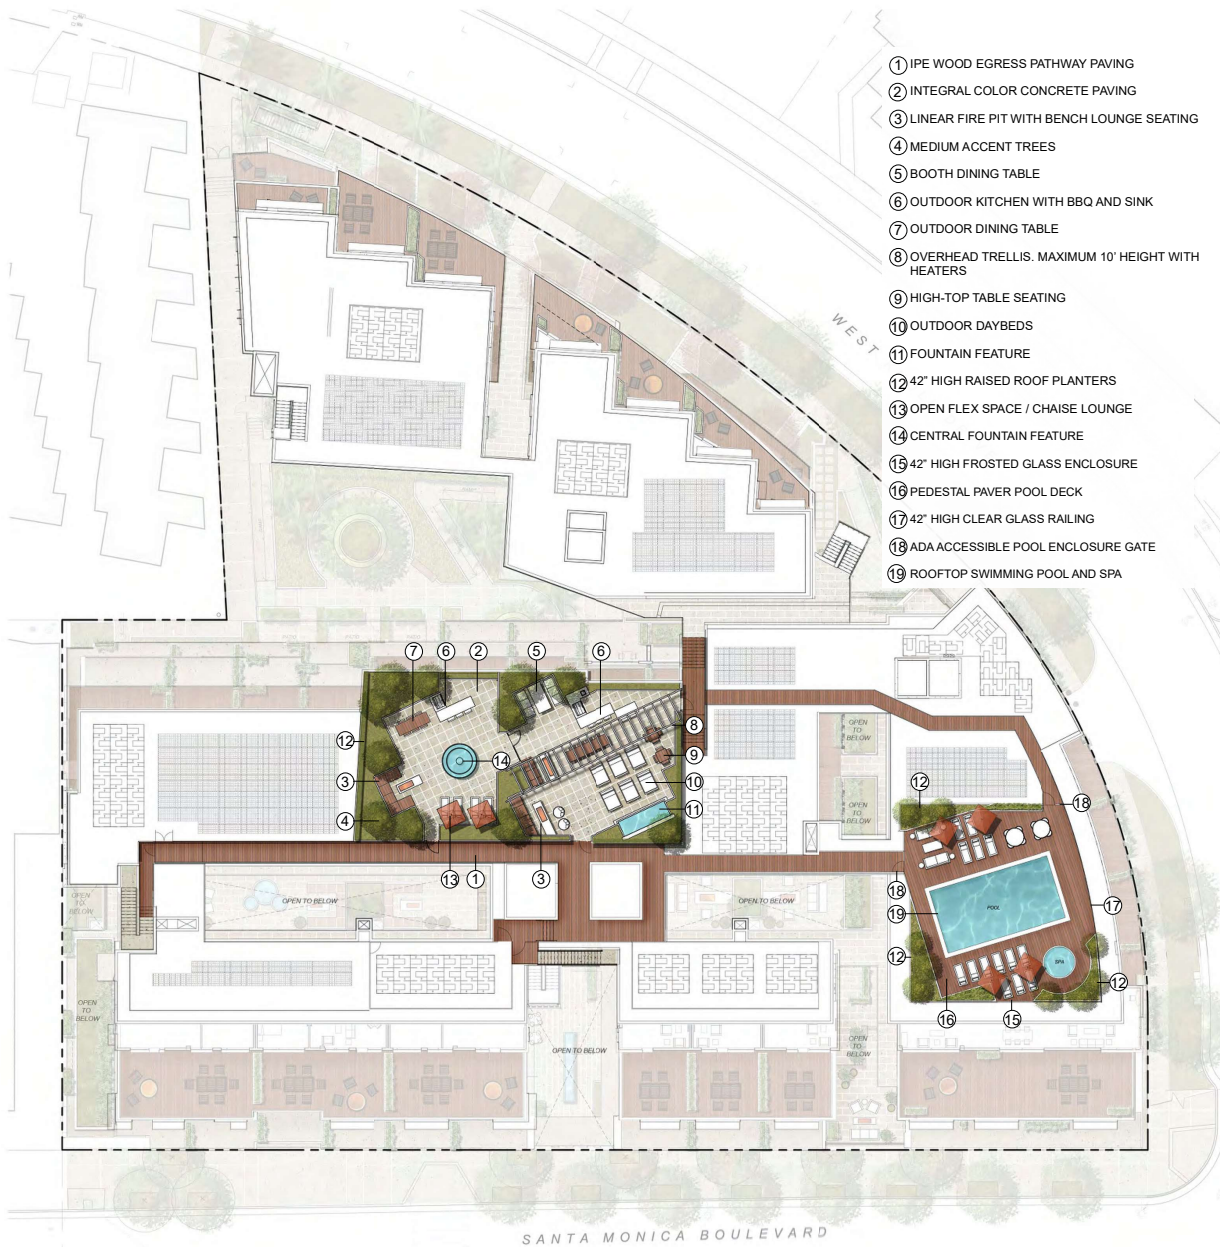 1 IPE WOOD EGRESS PATHWAY PAVING
2 INTEGRAL COLOR CONCRETE PAVING
3 LINEAR FIRE PIT WITH BENCH LOUNGE SEATING
4 MEDIUM ACCENT TREES
5 BOOTH DINING TABLE
6 OUTDOOR KITCHEN WITH BBQ AND SINK
7 OUTDOOR DINING TABLE
8 OVERHEAD TRELLIS. MAXIMUM 10' HEIGHT WITH
HEATERS
9 HIGH-TOP TABLE SEATING
10 OUTDOOR DAYBEDS
11 FOUNTAIN FEATURE
12 42" HIGH RAISED ROOF PLANTERS
13 OPEN FLEX SPACE / CHAISE LOUNGE
14 CENTRAL FOUNTAIN FEATURE
15 42" HIGH FROSTED GLASS ENCLOSURE
16 PEDESTAL PAVER POOL DECK
17 42" HIGH CLEAR GLASS RAILING
18 ADA ACCESSIBLE POOL ENCLOSURE GATE
19 ROOFTOP SWIMMING POOL AND SPA
WEST
7 6 2 5 6
8
12
9
14
3
10
11
4
13 1 3
OPEN
TO
BELOW
OPEN
TO
BELOW
12
18
18
17
19
POOL
12
SPA
12
16 15
OPEN
TO
BELOW
OPEN TO BELOW
OPEN TO BELOW
OPEN
TO
BELOW
OPEN TO BELOW
OPEN
TO
BELOW
SANTA MONICA BOULEVARD